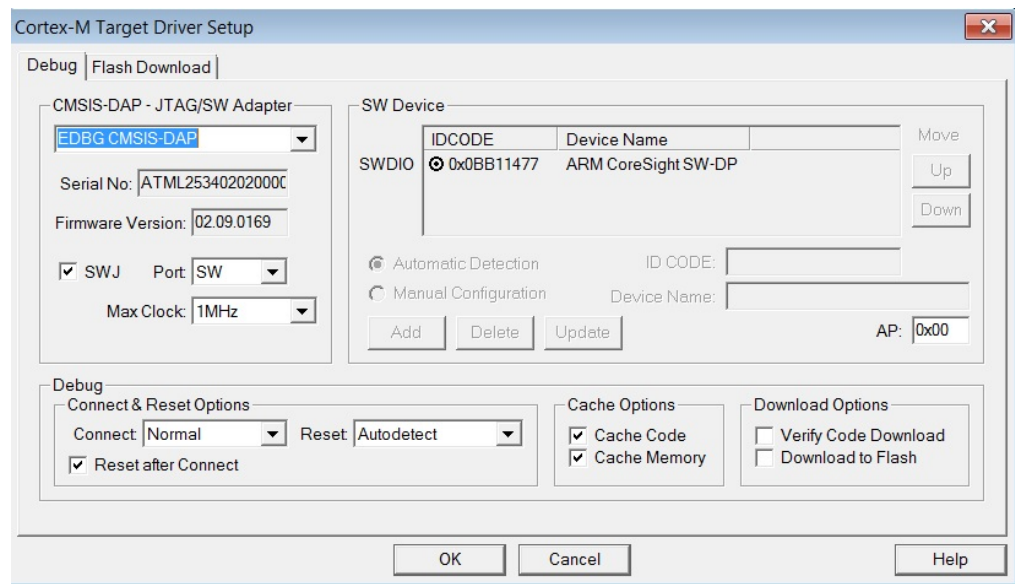 Cortex-M Target Driver Setup
Debug Flash Download
CMSIS-DAP - JTAG/SW Adapter
EDBG CMSIS-DAP
Serial No: ATML25340202000
Firmware Version: 02.09.0169
SWJ Port: SW
Max Clock: 1MHz
SW Device
IDCODE Device Name Move
SWDIO 0x0BB11477 ARM CoreSight SW-DP Up
Down
Automatic Detection ID CODE:
Manual Configuration Device Name:
Add Delete Update AP: 0x00
Debug
Connect & Reset Options
Connect: Normal Reset: Autodetect
Reset after Connect
Cache Options
Cache Code
Cache Memory
Download Options
Verify Code Download
Download to Flash
OK Cancel Help